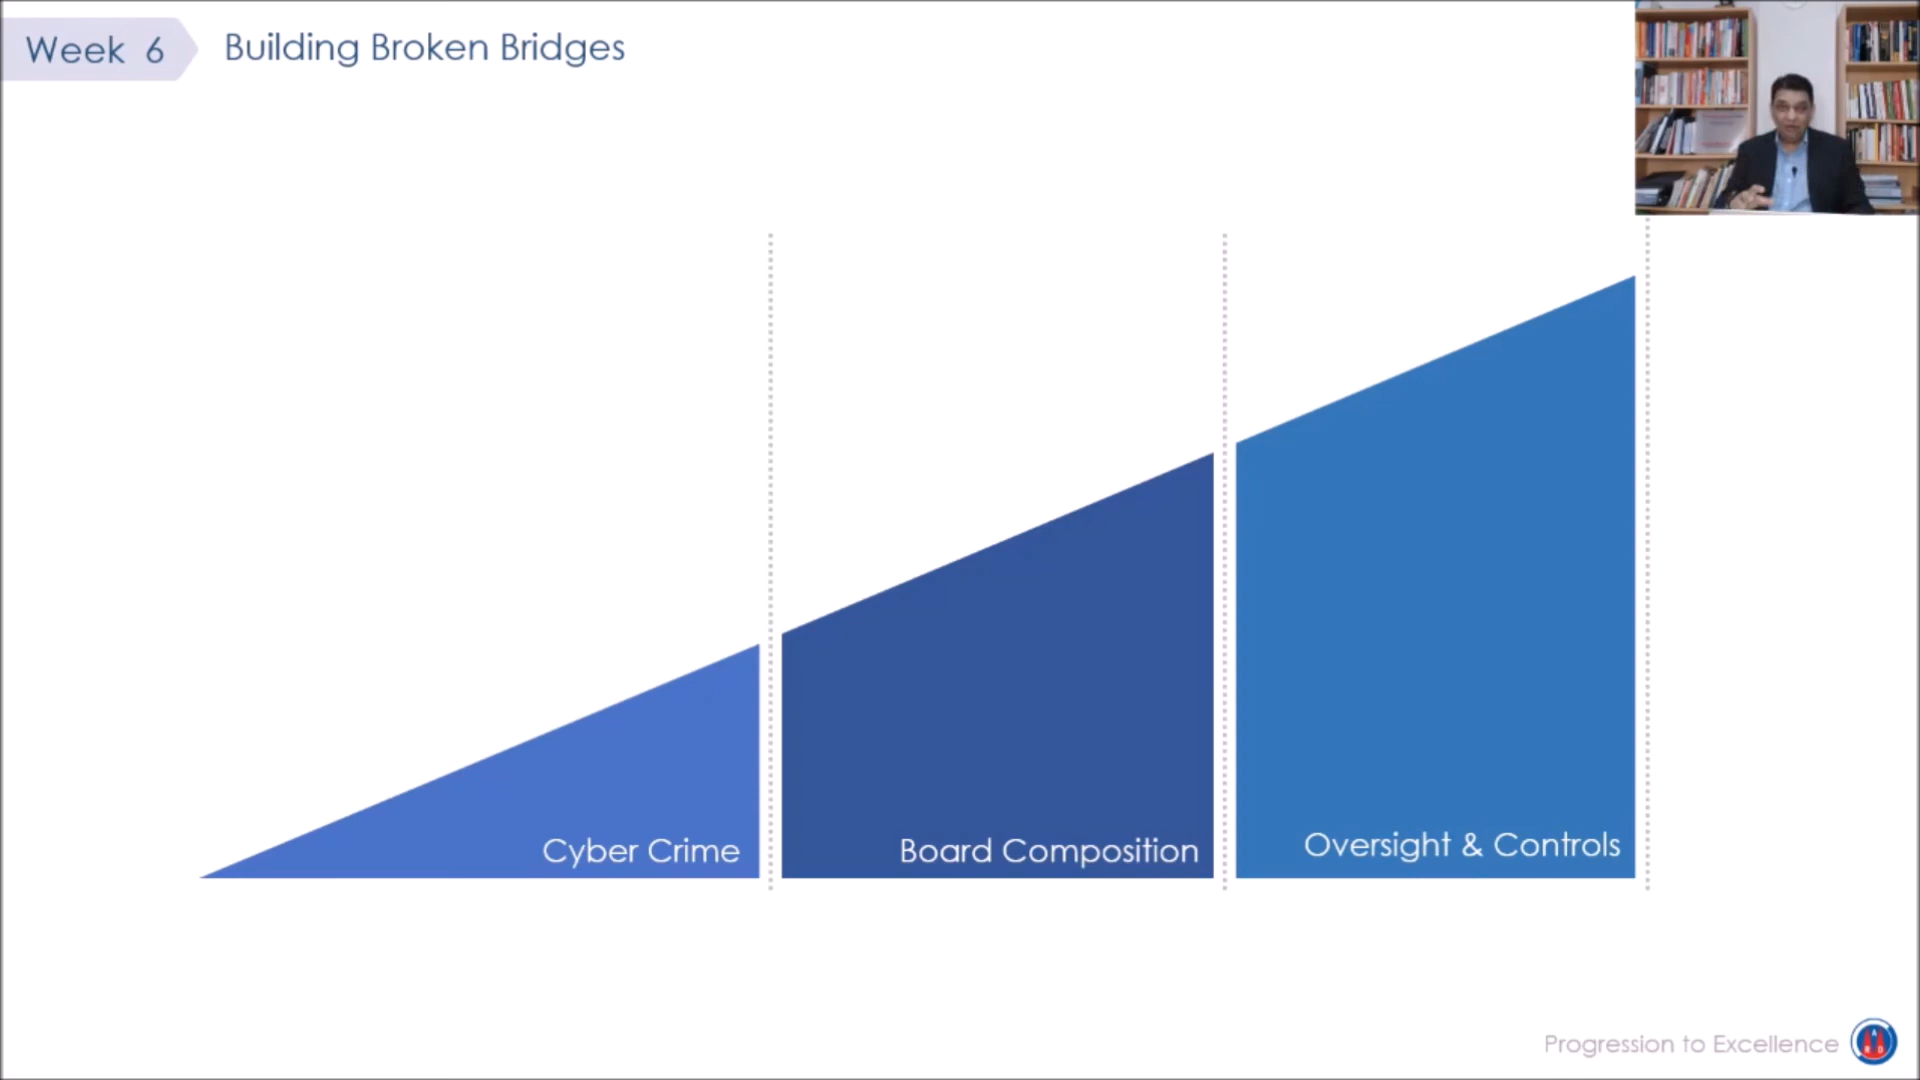 Week 6
Building Broken Bridges
Cyber Crime
Board Composition
Oversight & Controls
Progression to Excellence